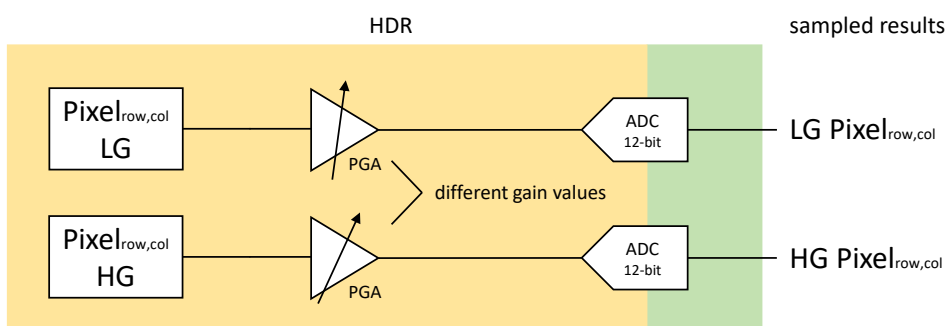 HDR
sampled results
Pixelrow,col
LG
PGA
ADC
12-bit
LG Pixelrow,col
different gain values
Pixelrow,col
HG
PGA
ADC
12-bit
HG Pixelrow,col